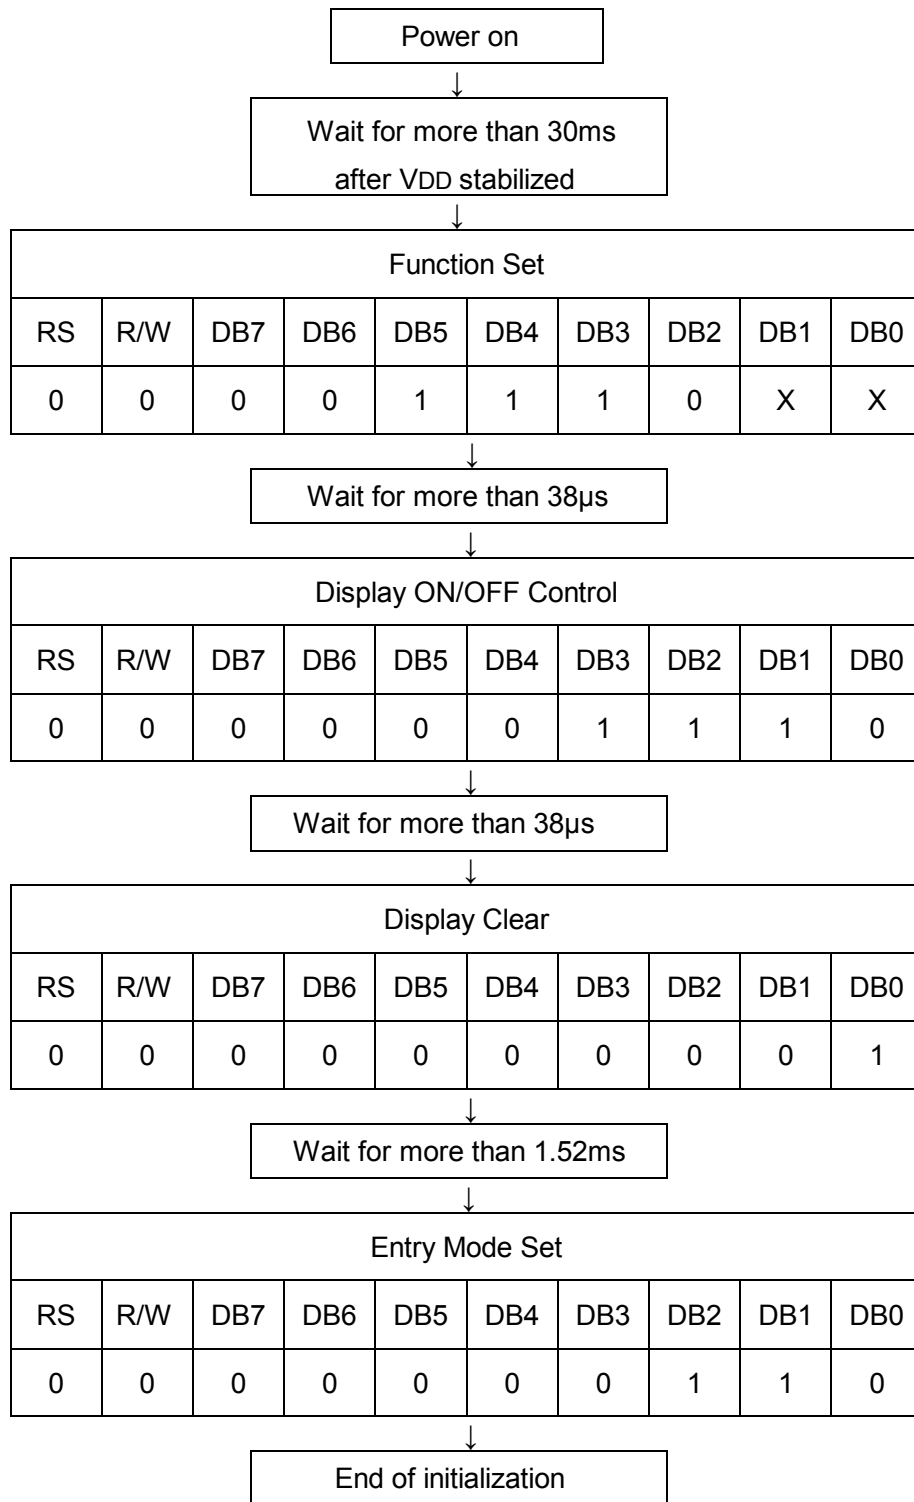 Power on
↓
Wait for more than 30ms
after VDD stabilized
↓
Function Set
RS R/W DB7 DB6 DB5 DB4 DB3 DB2 DB1 DB0
0 0 0 0 1 1 1 0 X X
↓
Wait for more than 38µs
↓
Display ON/OFF Control
RS R/W DB7 DB6 DB5 DB4 DB3 DB2 DB1 DB0
0 0 0 0 0 0 1 1 1 0
↓
Wait for more than 38µs
↓
Display Clear
RS R/W DB7 DB6 DB5 DB4 DB3 DB2 DB1 DB0
0 0 0 0 0 0 0 0 0 1
↓
Wait for more than 1.52ms
↓
Entry Mode Set
RS R/W DB7 DB6 DB5 DB4 DB3 DB2 DB1 DB0
0 0 0 0 0 0 0 1 1 0
↓
End of initialization